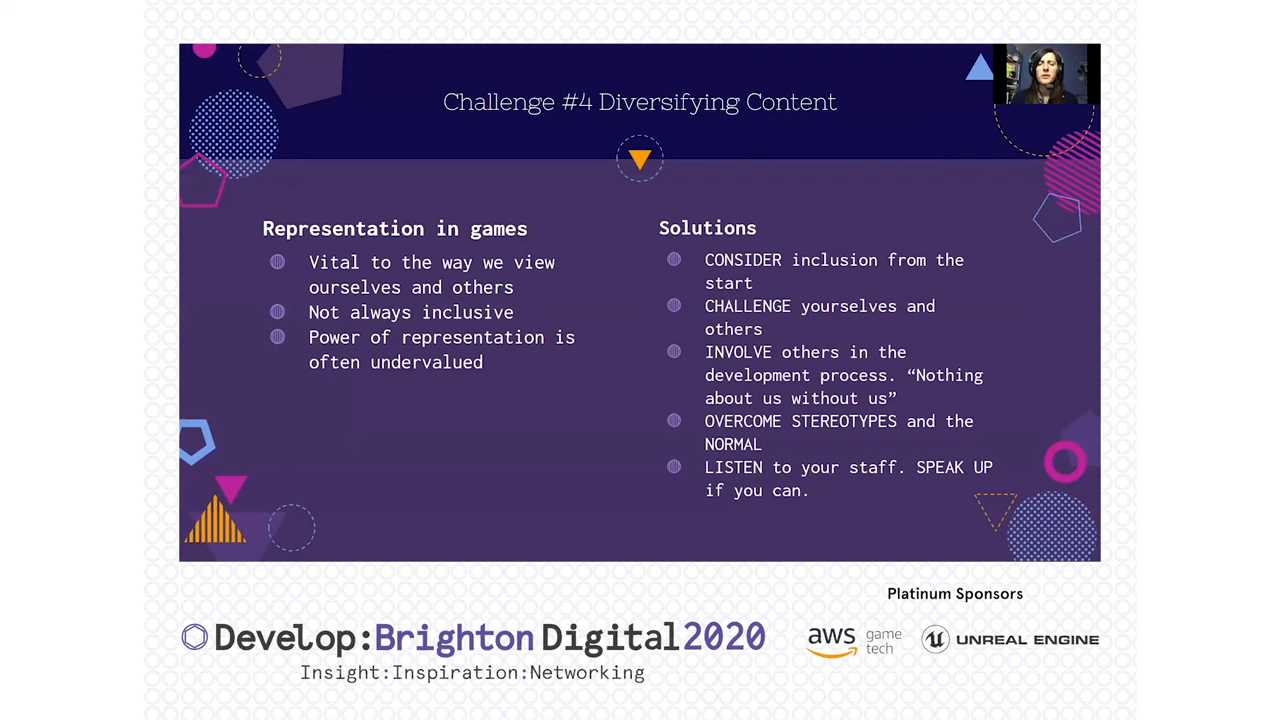 Challenge #4 Diversifying Content
Representation in games
Vital to the way we view
ourselves and others
Not always inclusive
Power of representation is
often undervalued
Solutions
CONSIDER inclusion from the
start
CHALLENGE yourselves and
others
INVOLVE others in the
development process. “Nothing
about us without us”
OVERCOME STEREOTYPES and the
NORMAL
LISTEN to your staff. SPEAK UP
if you can.
Platinum Sponsors
Develop:Brighton Digital 2020
Insight:Inspiration:Networking
aws game
tech
UNREAL ENGINE